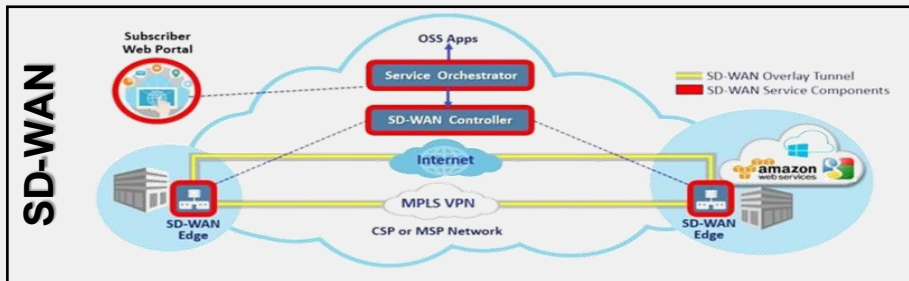 SD-WAN
Subscriber
Web Portal
OSS Apps
Service Orchestrator
SD-WAN Controller
SD-WAN Overlay Tunnel
SD-WAN Service Components
Internet
MPLS VPN
CSP or MSP Network
SD-WAN
Edge
amazon
web services
SD-WAN
Edge